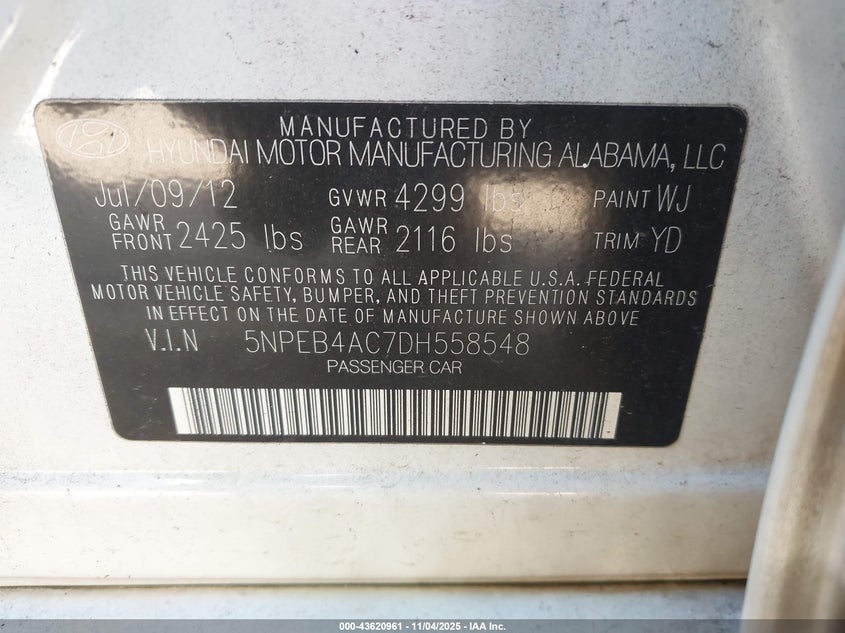 MANUFACTURED BY
HYUNDAI MOTOR MANUFACTURING ALABAMA, LLC
Jul/09/12 GVWR 4299 lbs PAINT WJ
GAWR FRONT 2425 lbs GAWR REAR 2116 lbs TRIM YD
THIS VEHICLE CONFORMS TO ALL APPLICABLE U.S.A. FEDERAL
MOTOR VEHICLE SAFETY, BUMPER, AND THEFT PREVENTION STANDARDS
IN EFFECT ON THE DATE OF MANUFACTURE SHOWN ABOVE
V.I.N 5NPEB4AC7DH558548
PASSENGER CAR
000-43620961 - 11/04/2025 - IAA Inc.